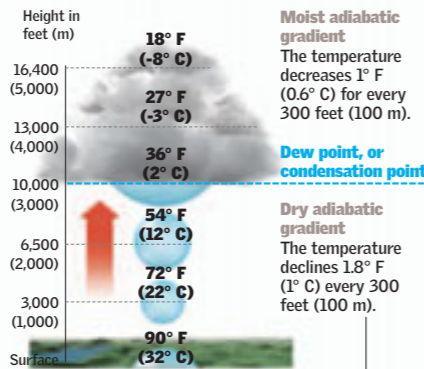 Height in
feet (m)
18° F
(-8° C)
16,400
(5,000)
27° F
(-3° C)
13,000
(4,000)
36° F
(2° C)
10,000
(3,000)
54° F
(12° C)
6,500
(2,000)
72° F
(22° C)
3,000
(1,000)
90° F
(32° C)
Surface
Moist adiabatic
gradient
The temperature
decreases 1° F
(0.6° C) for every
300 feet (100 m).
Dew point, or
condensation point
Dry adiabatic
gradient
The temperature
declines 1.8° F
(1° C) every 300
feet (100 m).